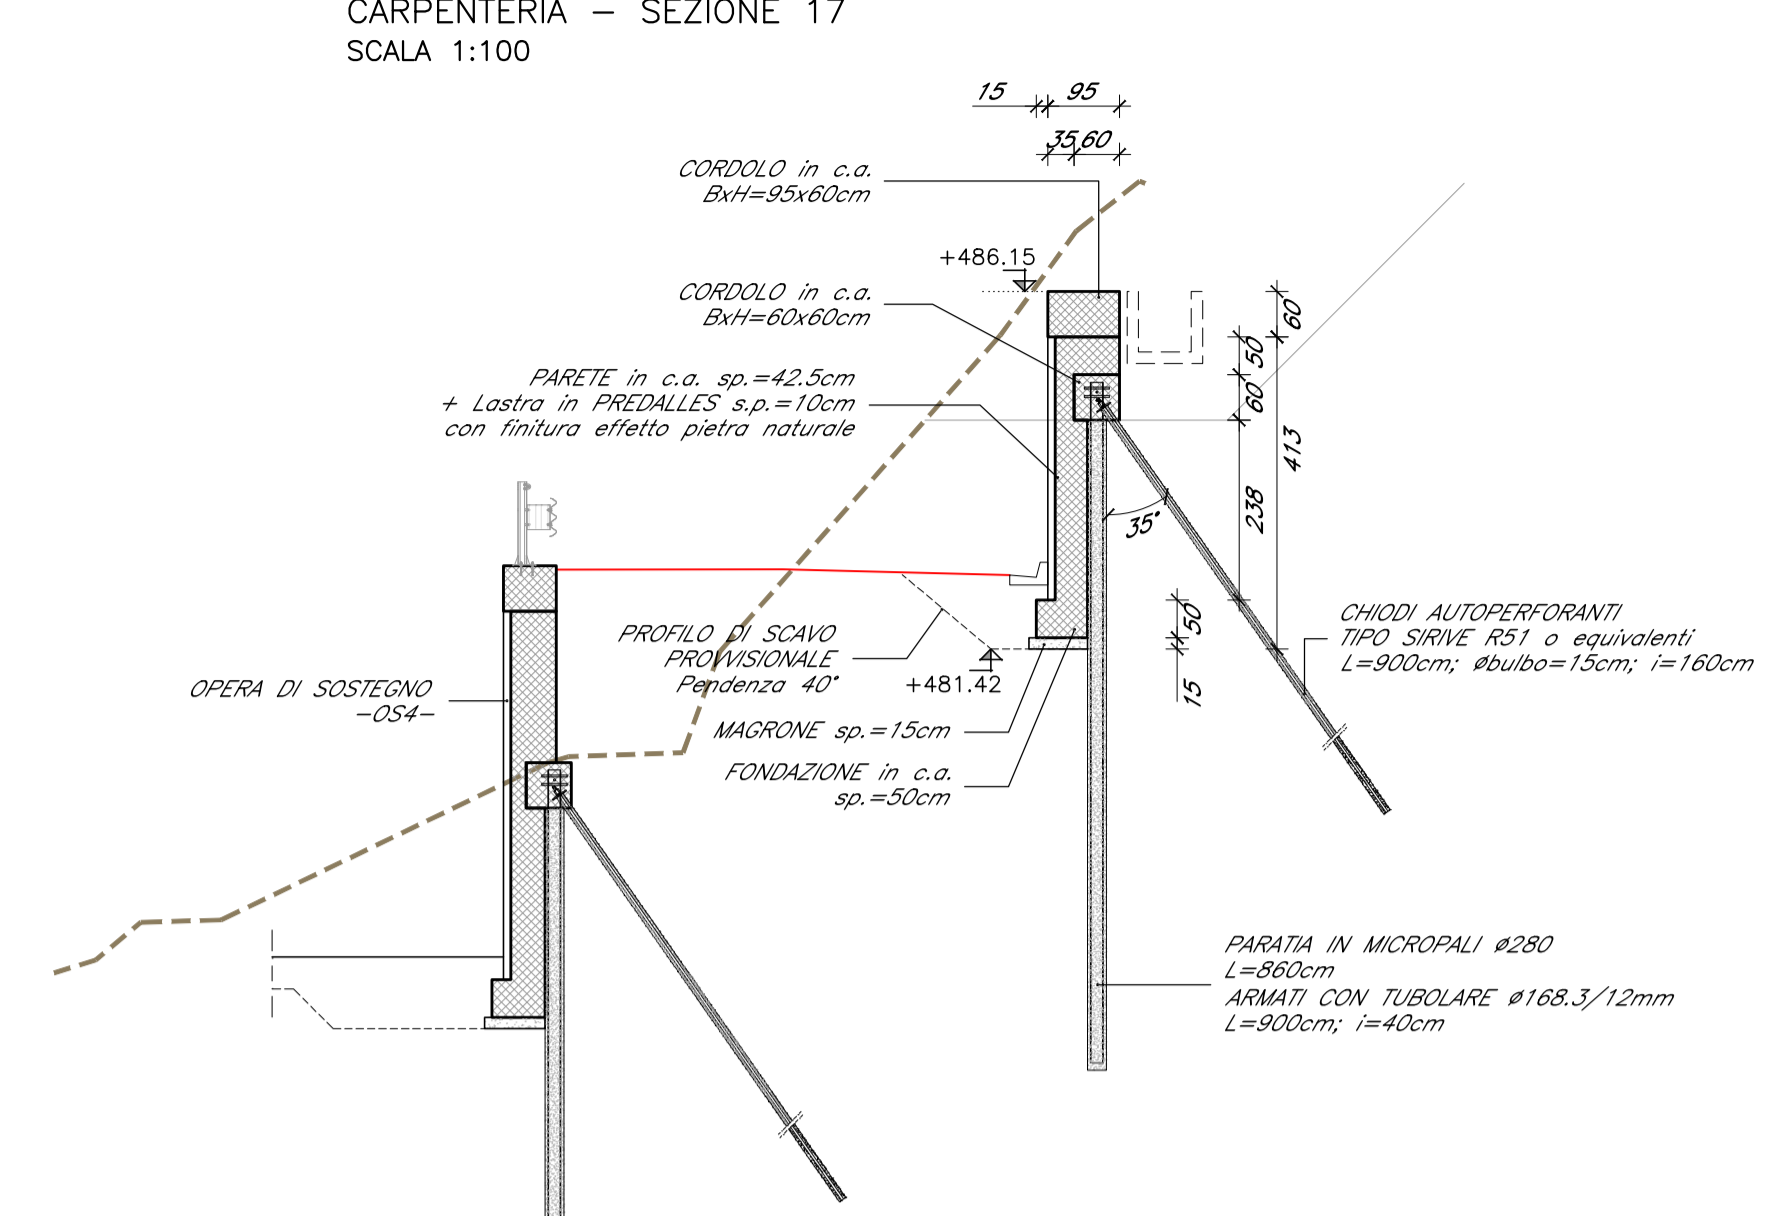 CARPENTERIA – SEZIONE 17
SCALA 1:100
15
95
35
60
CORDOLO in c.a.
BxH=95x60cm
+486.15
CORDOLO in c.a.
BxH=60x60cm
60
50
60
413
238
PARETE in c.a. sp.=42.5cm
+ Lastra in PREDALLES s.p.=10cm
con finitura effetto pietra naturale
35°
50
15
CHIODI AUTOPERFORANTI
TIPO SIRIVE R51 o equivalenti
L=900cm; øbulbo=15cm; i=160cm
PROFILO DI SCAVO
PROVVISIONALE
Pendenza 40°
+481.42
OPERA DI SOSTEGNO
-OS4-
MAGRONE sp.=15cm
FONDAZIONE in c.a.
sp.=50cm
PARATIA IN MICROPALI ø280
L=860cm
ARMATI CON TUBOLARE ø168.3/12mm
L=900cm; i=40cm